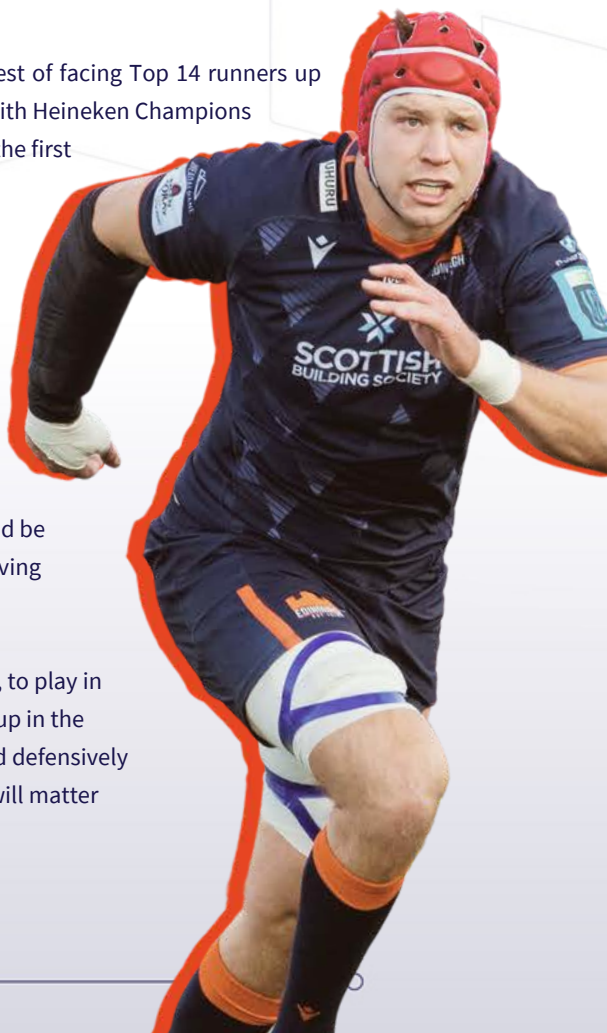 est of facing Top 14 runners up
ith Heineken Champions
he first
UHURU
SCOTTISH
BUILDING SOCIETY
d be
ving
EDINBURGH
, to play in
up in the
d defensively
will matter